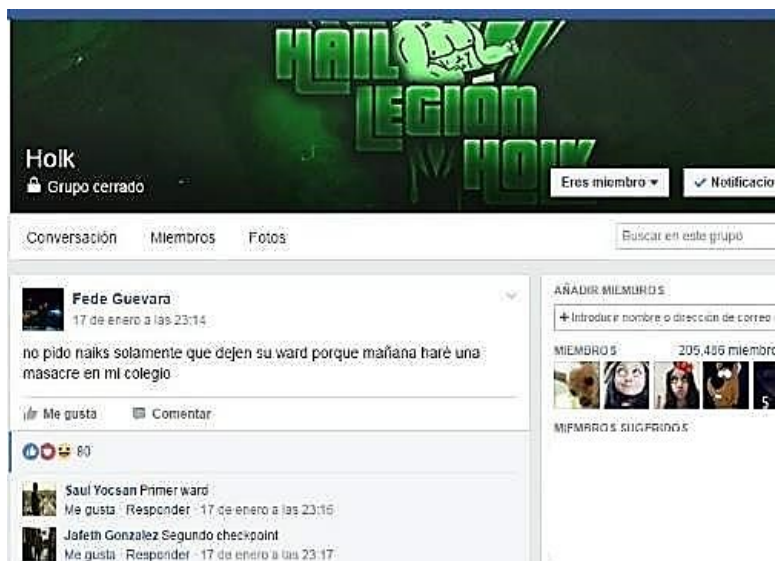 HAIL
LEGION
HOLK
Holk
Grupo cerrado
Eres miembro
Notificacio
Conversación Miembros Fotos
Buscar en este grupo
Fede Guevara
17 de enero a las 23:14
no pido naiks solamente que dejen su ward porque mañana haré una
masacre en mi colegio
Me gusta Comentar
80
Saul Yocsan Primer ward
Me gusta · Responder · 17 de enero a las 23:16
Jafeth Gonzalez Segundo checkpoint
Me gusta · Responder · 17 de enero a las 23:17
AÑADIR MIEMBROS
+ Introducir nombre o dirección de correo
MIEMBROS 205,486 miembro
5
MIEMBROS SUGERIDOS